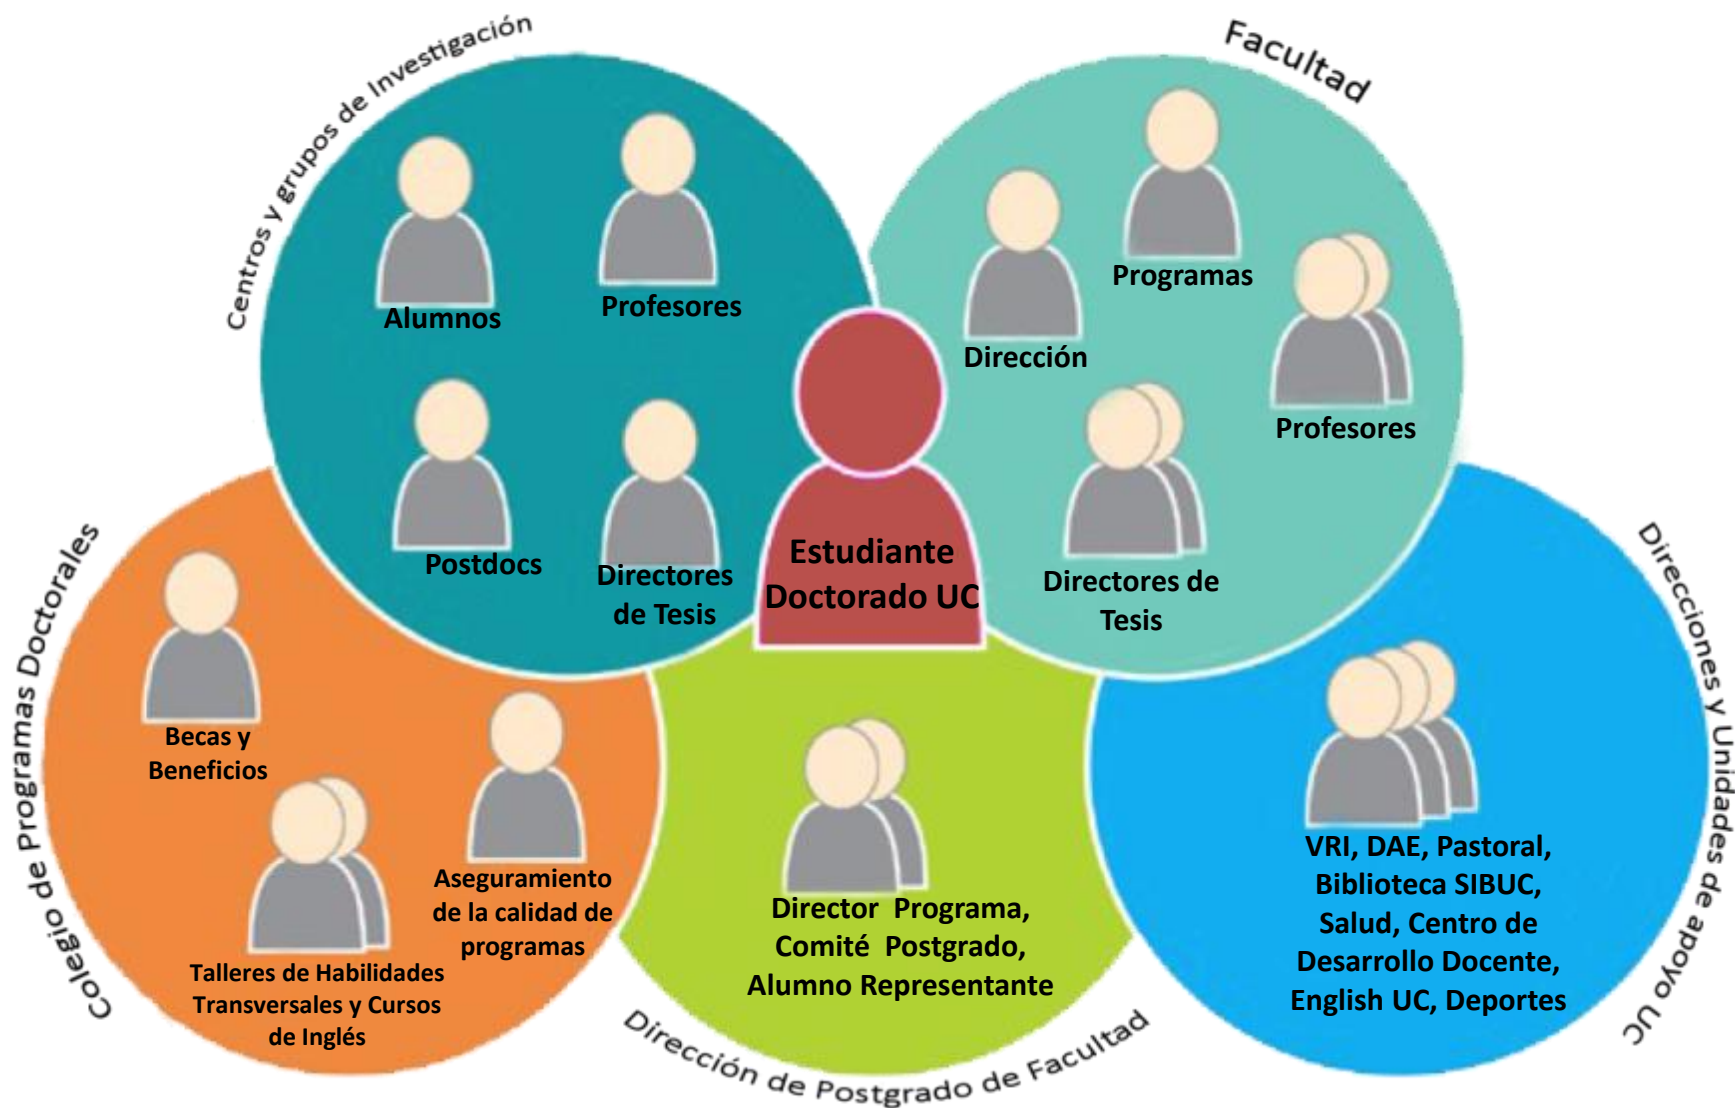 Centros y grupos de Investigación
Alumnos
Profesores
Postdocs
Directores
de Tesis
Facultad
Programas
Dirección
Profesores
Directores de
Tesis
Estudiante
Doctorado UC
Colegio de Programas Doctorales
Becas y
Beneficios
Aseguramiento
de la calidad de
programas
Talleres de Habilidades
Transversales y Cursos
de Inglés
Director Programa,
Comité Postgrado,
Alumno Representante
Dirección de Postgrado de Facultad
VRI, DAE, Pastoral,
Biblioteca SIBUC,
Salud, Centro de
Desarrollo Docente,
English UC, Deportes
Direcciones y Unidades de apoyo UC